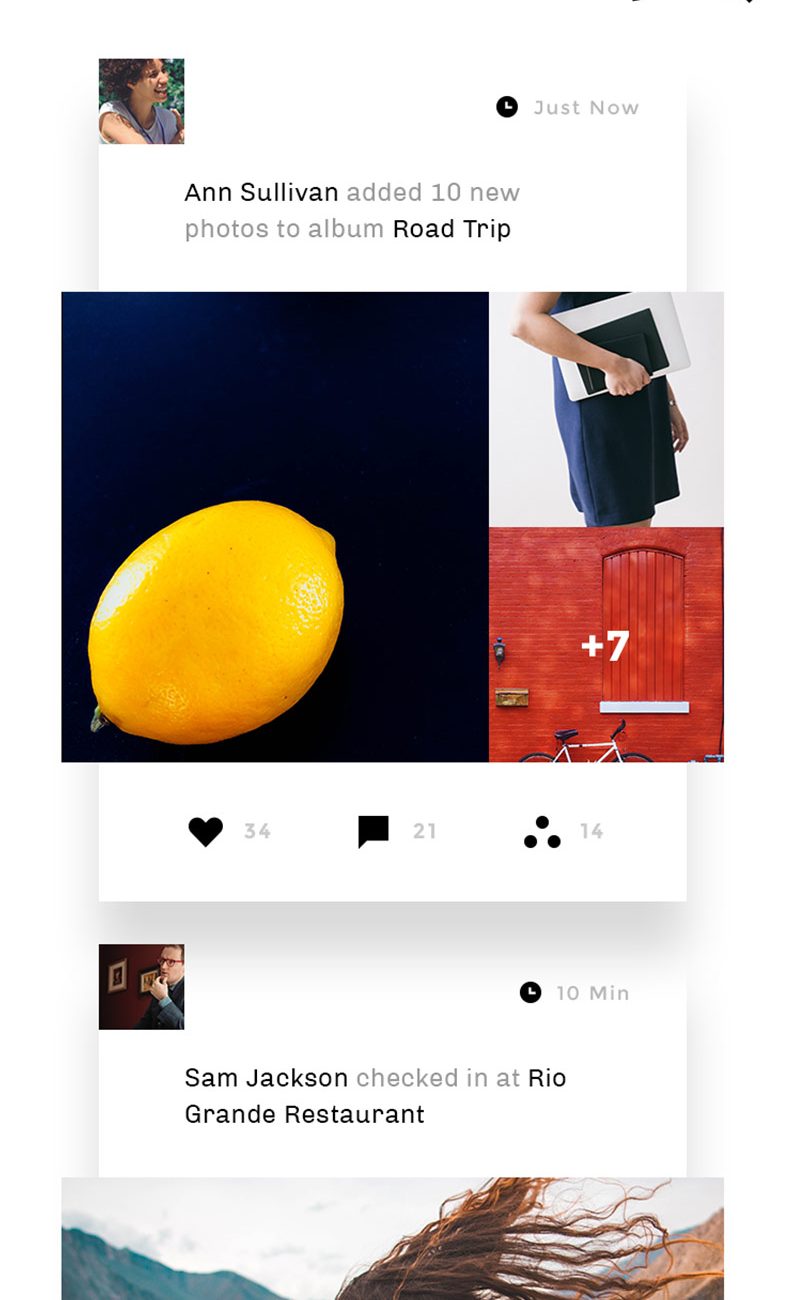 Just Now
Ann Sullivan added 10 new
photos to album Road Trip
+7
34 21 14
10 Min
Sam Jackson checked in at Rio
Grande Restaurant